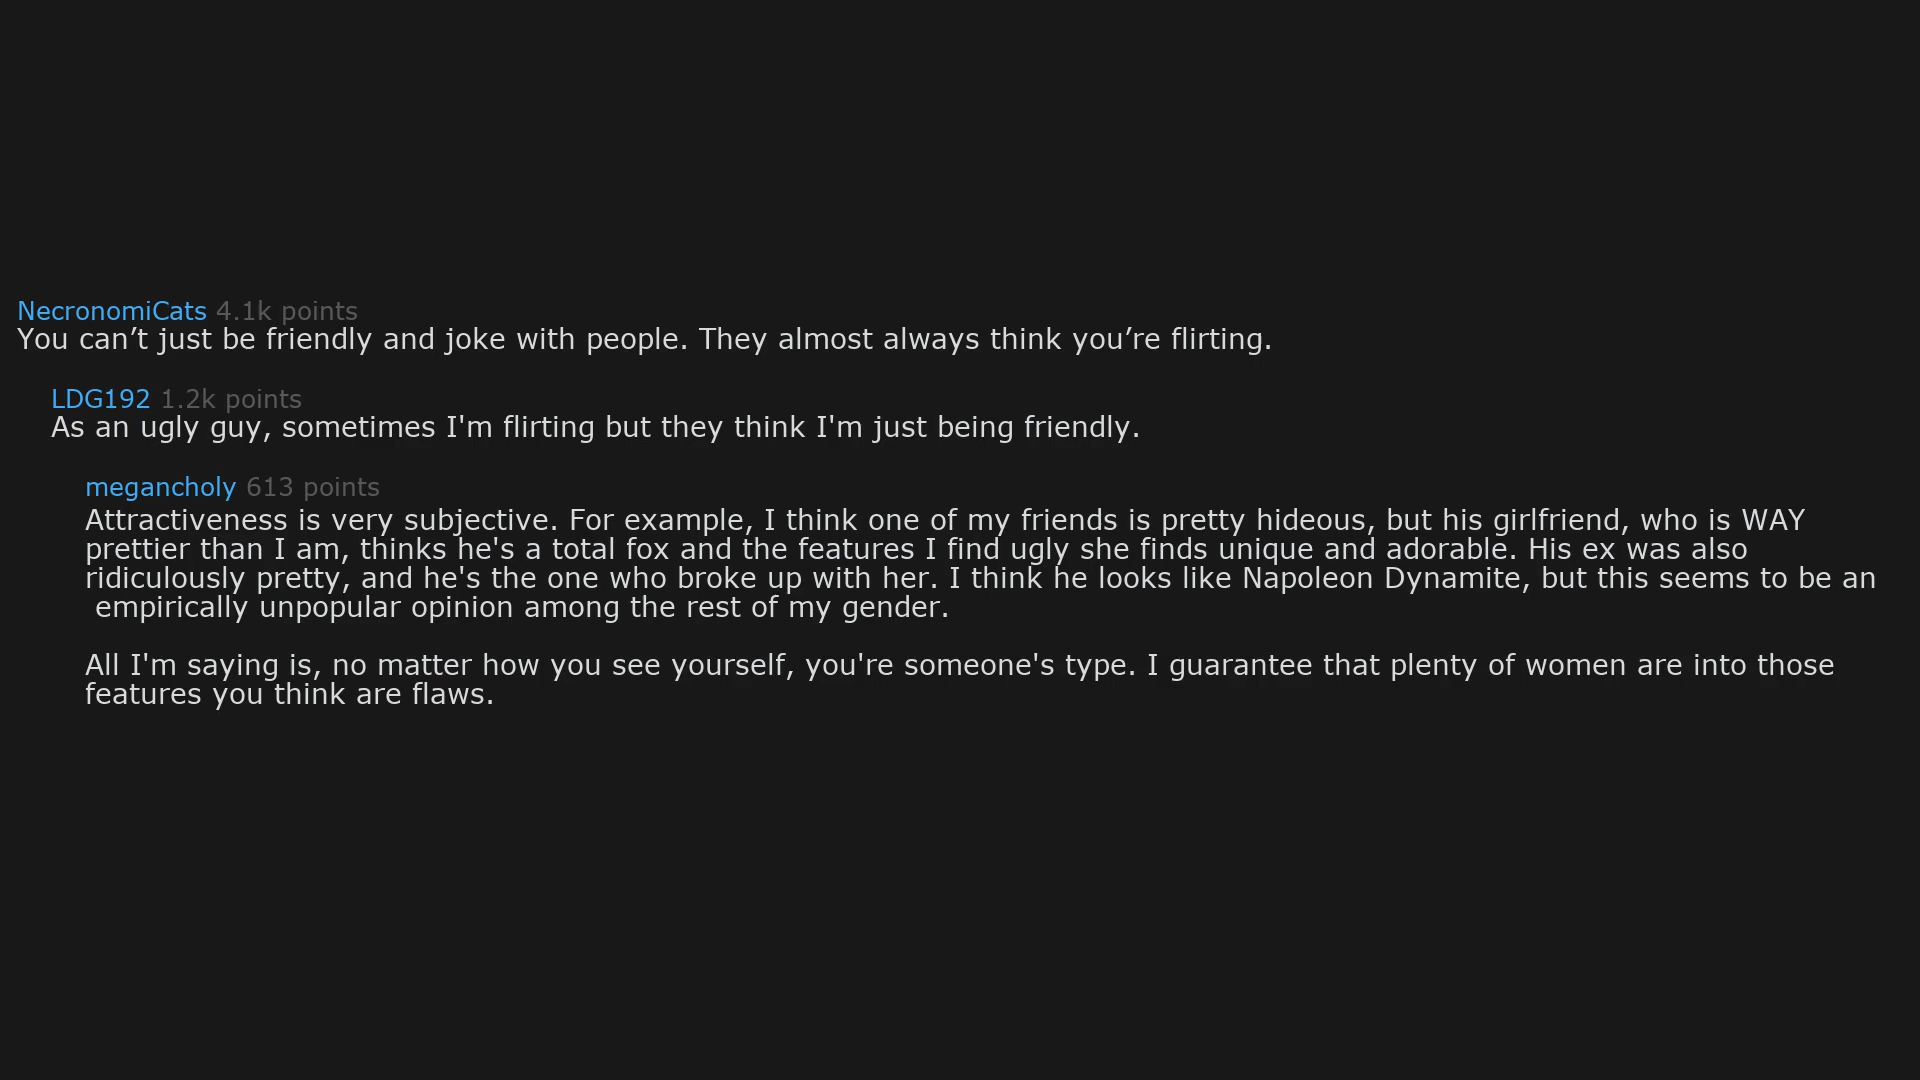 NecronomiCats 4.1k points
You can’t just be friendly and joke with people. They almost always think you’re flirting.
LDG192 1.2k points
As an ugly guy, sometimes I'm flirting but they think I'm just being friendly.
megancholy 613 points
Attractiveness is very subjective. For example, I think one of my friends is pretty hideous, but his girlfriend, who is WAY
prettier than I am, thinks he's a total fox and the features I find ugly she finds unique and adorable. His ex was also
ridiculously pretty, and he's the one who broke up with her. I think he looks like Napoleon Dynamite, but this seems to be an
empirically unpopular opinion among the rest of my gender.
All I'm saying is, no matter how you see yourself, you're someone's type. I guarantee that plenty of women are into those
features you think are flaws.